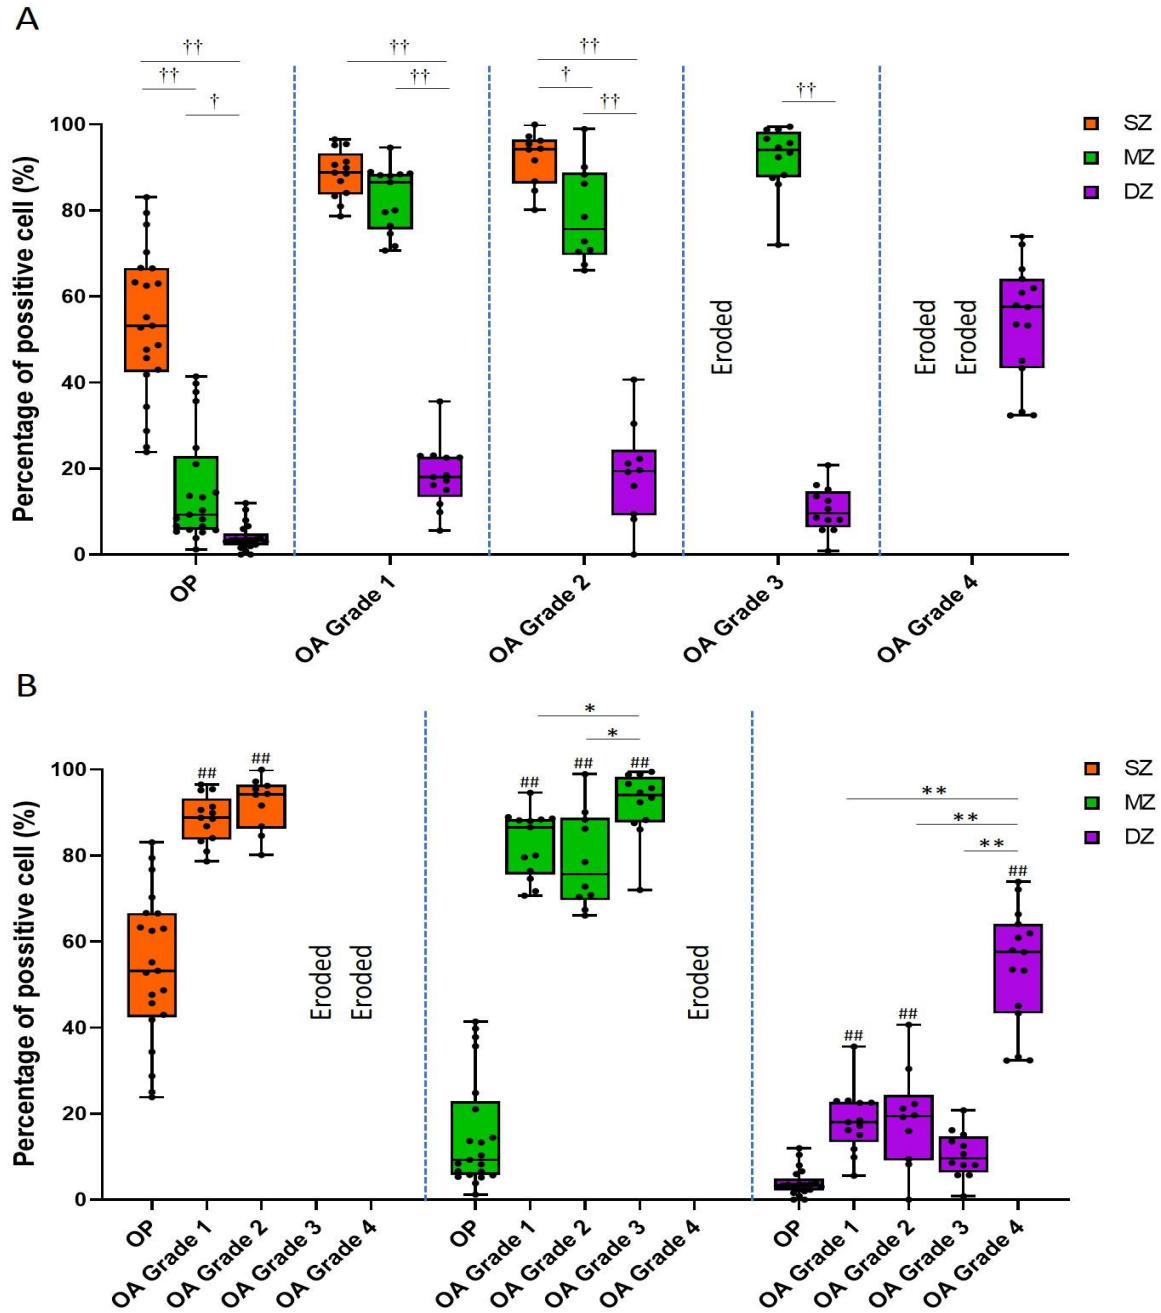 A
††
††
†
††
††
††
†
††
††
Percentage of possitive cell (%)
100
80
60
40
20
0
Eroded
Eroded
Eroded
OP
OA Grade 1
OA Grade 2
OA Grade 3
OA Grade 4
SZ
MZ
DZ
B
Percentage of possitive cell (%)
100
80
60
40
20
0
##
##
Eroded
Eroded
*
*
##
##
##
Eroded
**
**
**
##
##
##
OP
OA Grade 1
OA Grade 2
OA Grade 3
OA Grade 4
OP
OA Grade 1
OA Grade 2
OA Grade 3
OA Grade 4
OP
OA Grade 1
OA Grade 2
OA Grade 3
OA Grade 4
SZ
MZ
DZ